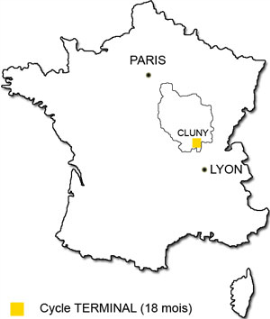 PARIS
CLUNY
LYON
Cycle TERMINAL (18 mois)